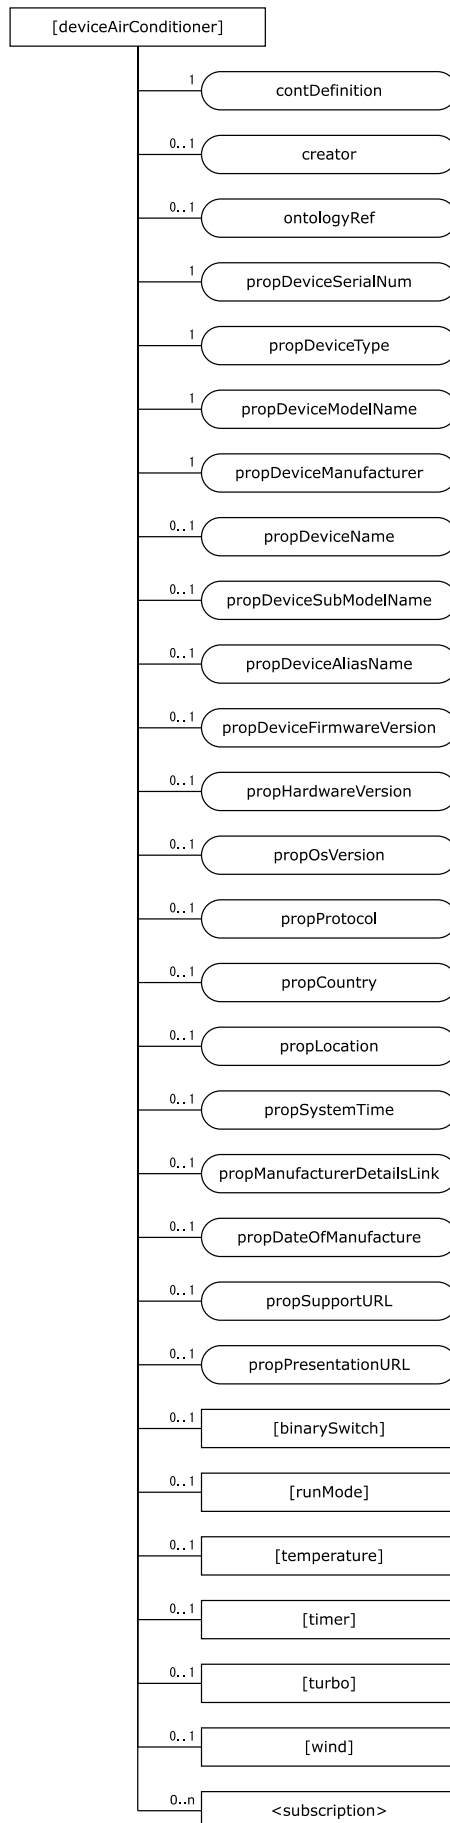 [deviceAirConditioner]
1
contDefinition
0..1
creator
0..1
ontologyRef
1
propDeviceSerialNum
1
propDeviceType
1
propDeviceModelName
1
propDeviceManufacturer
0..1
propDeviceName
0..1
propDeviceSubModelName
0..1
propDeviceAliasName
0..1
propDeviceFirmwareVersion
0..1
propHardwareVersion
0..1
propOsVersion
0..1
propProtocol
0..1
propCountry
0..1
propLocation
0..1
propSystemTime
0..1
propManufacturerDetailsLink
0..1
propDateOfManufacture
0..1
propSupportURL
0..1
propPresentationURL
0..1
[binarySwitch]
0..1
[runMode]
0..1
[temperature]
0..1
[timer]
0..1
[turbo]
0..1
[wind]
0..n
<subscription>